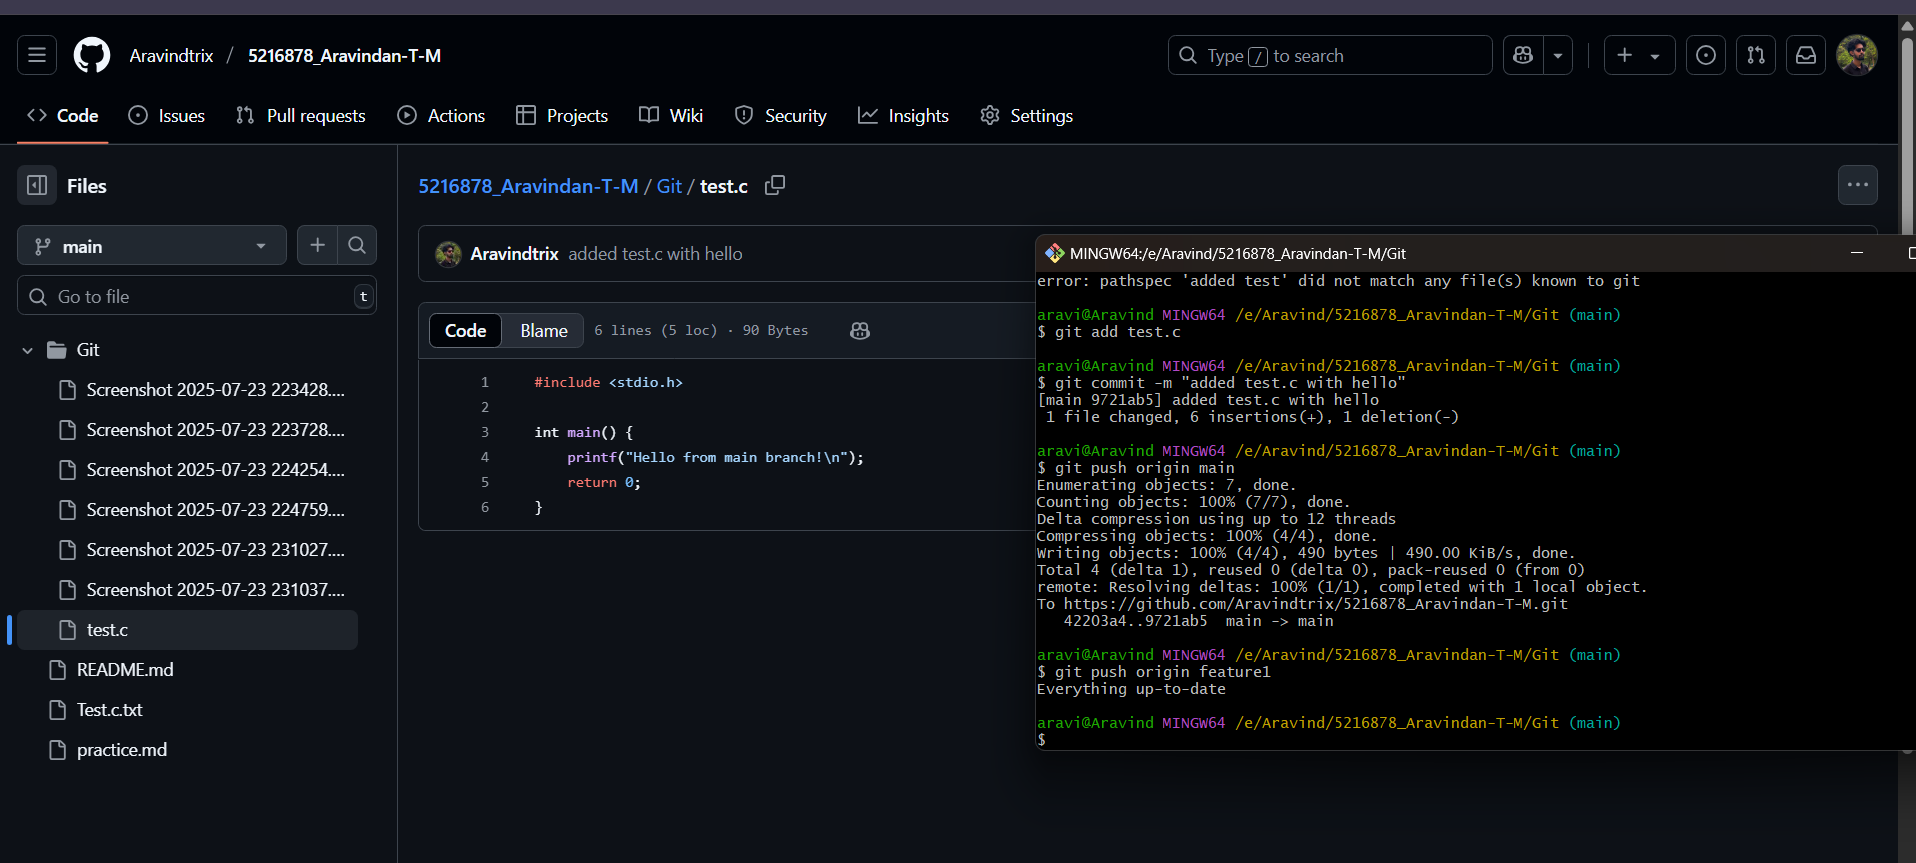 Aravindtrix / 5216878_Aravindan-T-M
Type / to search
Code Issues Pull requests Actions Projects Wiki Security Insights Settings
Files
main
Go to file t
Git
Screenshot 2025-07-23 223428....
Screenshot 2025-07-23 223728....
Screenshot 2025-07-23 224254....
Screenshot 2025-07-23 224759....
Screenshot 2025-07-23 231027....
Screenshot 2025-07-23 231037....
test.c
README.md
Test.c.txt
practice.md
5216878_Aravindan-T-M / Git / test.c
Aravindtrix added test.c with hello
Code Blame 6 lines (5 loc) · 90 Bytes
1 #include <stdio.h>
2
3 int main() {
4 printf("Hello from main branch!\n");
5 return 0;
6 }
MINGW64:/e/Aravind/5216878_Aravindan-T-M/Git
error: pathspec 'added test' did not match any file(s) known to git
aravi@Aravind MINGW64 /e/Aravind/5216878_Aravindan-T-M/Git (main)
$ git add test.c
aravi@Aravind MINGW64 /e/Aravind/5216878_Aravindan-T-M/Git (main)
$ git commit -m "added test.c with hello"
[main 9721ab5] added test.c with hello
1 file changed, 6 insertions(+), 1 deletion(-)
aravi@Aravind MINGW64 /e/Aravind/5216878_Aravindan-T-M/Git (main)
$ git push origin main
Enumerating objects: 7, done.
Counting objects: 100% (7/7), done.
Delta compression using up to 12 threads
Compressing objects: 100% (4/4), done.
Writing objects: 100% (4/4), 490 bytes | 490.00 KiB/s, done.
Total 4 (delta 1), reused 0 (delta 0), pack-reused 0 (from 0)
remote: Resolving deltas: 100% (1/1), completed with 1 local object.
To https://github.com/Aravindtrix/5216878_Aravindan-T-M.git
42203a4..9721ab5 main -> main
aravi@Aravind MINGW64 /e/Aravind/5216878_Aravindan-T-M/Git (main)
$ git push origin feature1
Everything up-to-date
aravi@Aravind MINGW64 /e/Aravind/5216878_Aravindan-T-M/Git (main)
$